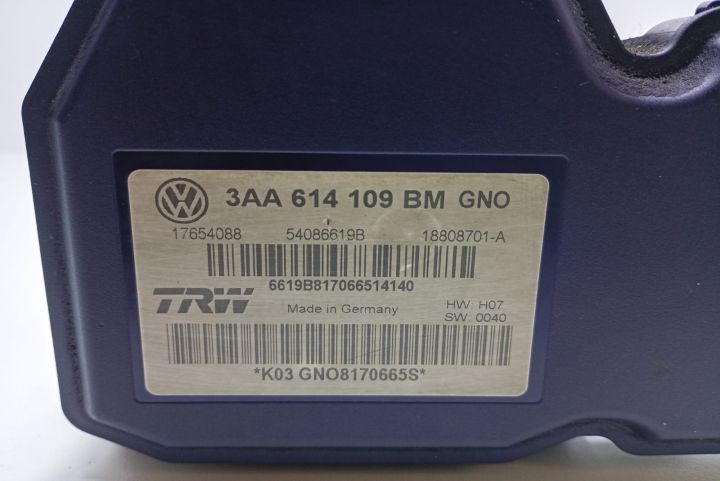 3AA 614 109 BM GNO
17654088 54086619B 18808701-A
6619B817066514140
TRW Made in Germany HW: H07
SW: 0040
*K03 GNO8170665S*